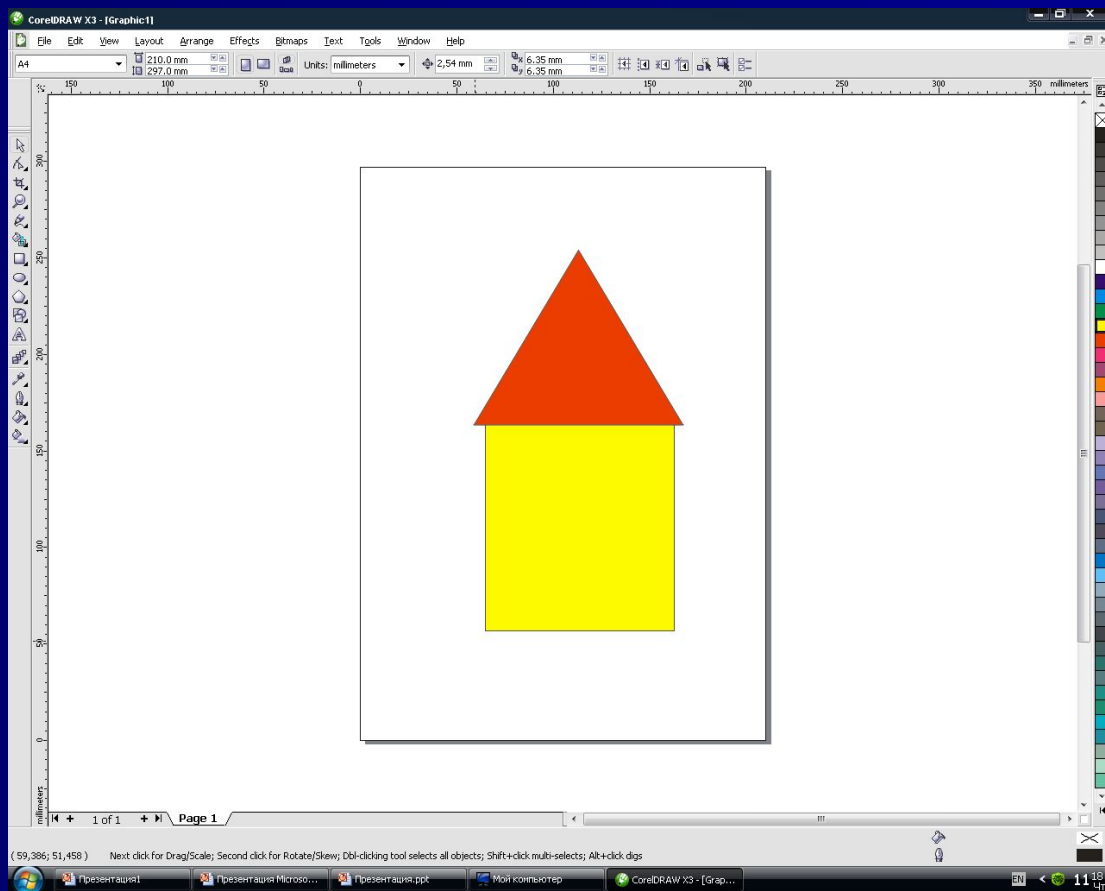 CorelDRAW X3 - [Graphic1]
File Edit View Layout Arrange Effects Bitmaps Text Tools Window Help
A4 210.0 mm 297.0 mm Units: millimeters 2,54 mm 6.35 mm 6.35 mm
150 100 50 0 50 100 150 200 250 300 350 millimeters
300
250
200
150
100
50
0
millimeters
1 of 1 Page 1
( 59,386; 51,458 ) Next click for Drag/Scale; Second click for Rotate/Skew; Dbl-clicking tool selects all objects; Shift+click multi-selects; Alt+click digs
Презентация1 Презентация Microso... Презентация.ppt Мой компьютер CorelDRAW X3 - [Grap... EN 11 18